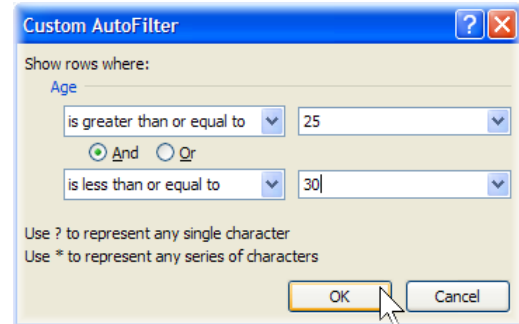 Custom AutoFilter
Show rows where:
Age
is greater than or equal to 25
And Or
is less than or equal to 30
Use ? to represent any single character
Use * to represent any series of characters
OK Cancel